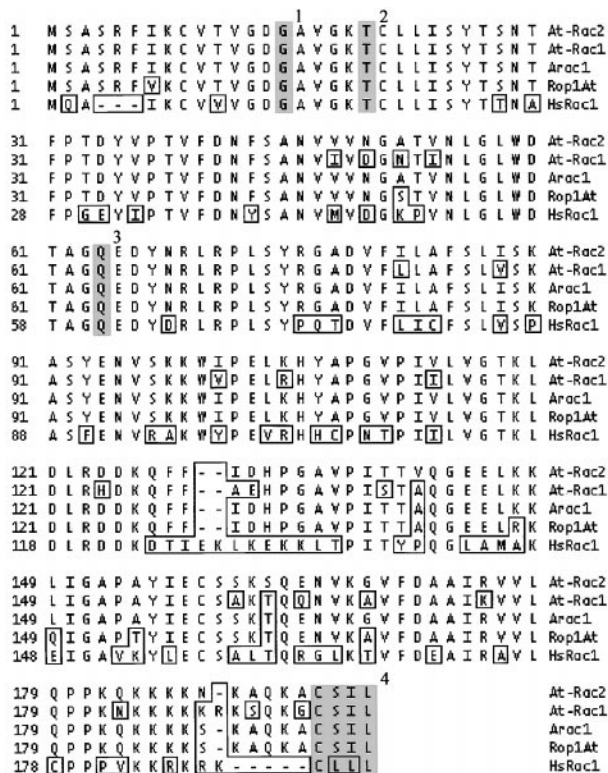 1 2
1 M S A S R F I K C V T V G D G A V G K T C L L I S Y T S N T At-Rac2
1 M S A S R F I K C V T V G D G A V G K T C L L I S Y T S N T At-Rac1
1 M S A S R F I K C V T V G D G A V G K T C L L I S Y T S N T Arac1
1 M S A S R F V K C V T V G D G A V G K T C L L I S Y T S N T Rop1At
1 M Q A - - - I K C V V V G D G A V G K T C L L I S Y T T N A HsRac1
31 F P T D Y V P T V F D N F S A N V V V N G A T V N L G L W D At-Rac2
31 F P T D Y V P T V F D N F S A N V I V D G N T I N L G L W D At-Rac1
31 F P T D Y V P T V F D N F S A N V V V N G A T V N L G L W D Arac1
31 F P T D Y V P T V F D N F S A N V V V N G S T V N L G L W D Rop1At
28 F P G E Y I P T V F D N Y S A N V M V D G K P V N L G L W D HsRac1
3
61 T A G Q E D Y N R L R P L S Y R G A D V F I L A F S L I S K At-Rac2
61 T A G Q E D Y N R L R P L S Y R G A D V F L L A F S L V S K At-Rac1
61 T A G Q E D Y N R L R P L S Y R G A D V F I L A F S L I S K Arac1
61 T A G Q E D Y N R L R P L S Y R G A D V F I L A F S L I S K Rop1At
58 T A G Q E D Y D R L R P L S Y P Q T D V F L I C F S L V S P HsRac1
91 A S Y E N V S K K W I P E L K H Y A P G V P I V L V G T K L At-Rac2
91 A S Y E N V S K K W V P E L R H Y A P G V P I I L V G T K L At-Rac1
91 A S Y E N V S K K W I P E L K H Y A P G V P I V L V G T K L Arac1
91 A S Y E N V S K K W I P E L K H Y A P G V P I V L V G T K L Rop1At
88 A S F E N V R A K W Y P E V R H H C P N T P I I L V G T K L HsRac1
121 D L R D D K Q F F - - I D H P G A V P I T T V Q G E E L K K At-Rac2
121 D L R H D K Q F F - - A E H P G A V P I S T A Q G E E L K K At-Rac1
121 D L R D D K Q F F - - I D H P G A V P I T T A Q G E E L K K Arac1
121 D L R D D K Q F F - - I D H P G A V P I T T A Q G E E L R K Rop1At
118 D L R D D K D T I E K L K E K K L T P I T Y P Q G L A M A K HsRac1
149 L I G A P A Y I E C S S K S Q E N V K G V F D A A I R V V L At-Rac2
149 L I G A P A Y I E C S A K T Q Q N V K A V F D A A I K V V L At-Rac1
149 L I G A P A Y I E C S S K T Q E N V K G V F D A A I R V V L Arac1
149 Q I G A P T Y I E C S S K T Q E N V K A V F D A A I R V V L Rop1At
148 E I G A V K Y L E C S A L T Q R G L K T V F D E A I R A V L HsRac1
4
179 Q P P K Q K K K K N - K A Q K A C S I L At-Rac2
179 Q P P K N K K K K K R K S Q K G C S I L At-Rac1
179 Q P P K Q K K K K S - K A Q K A C S I L Arac1
179 Q P P K Q K K K K S - K A Q K A C S I L Rop1At
178 C P P P V K K R K R K - - - - - C L L L HsRac1